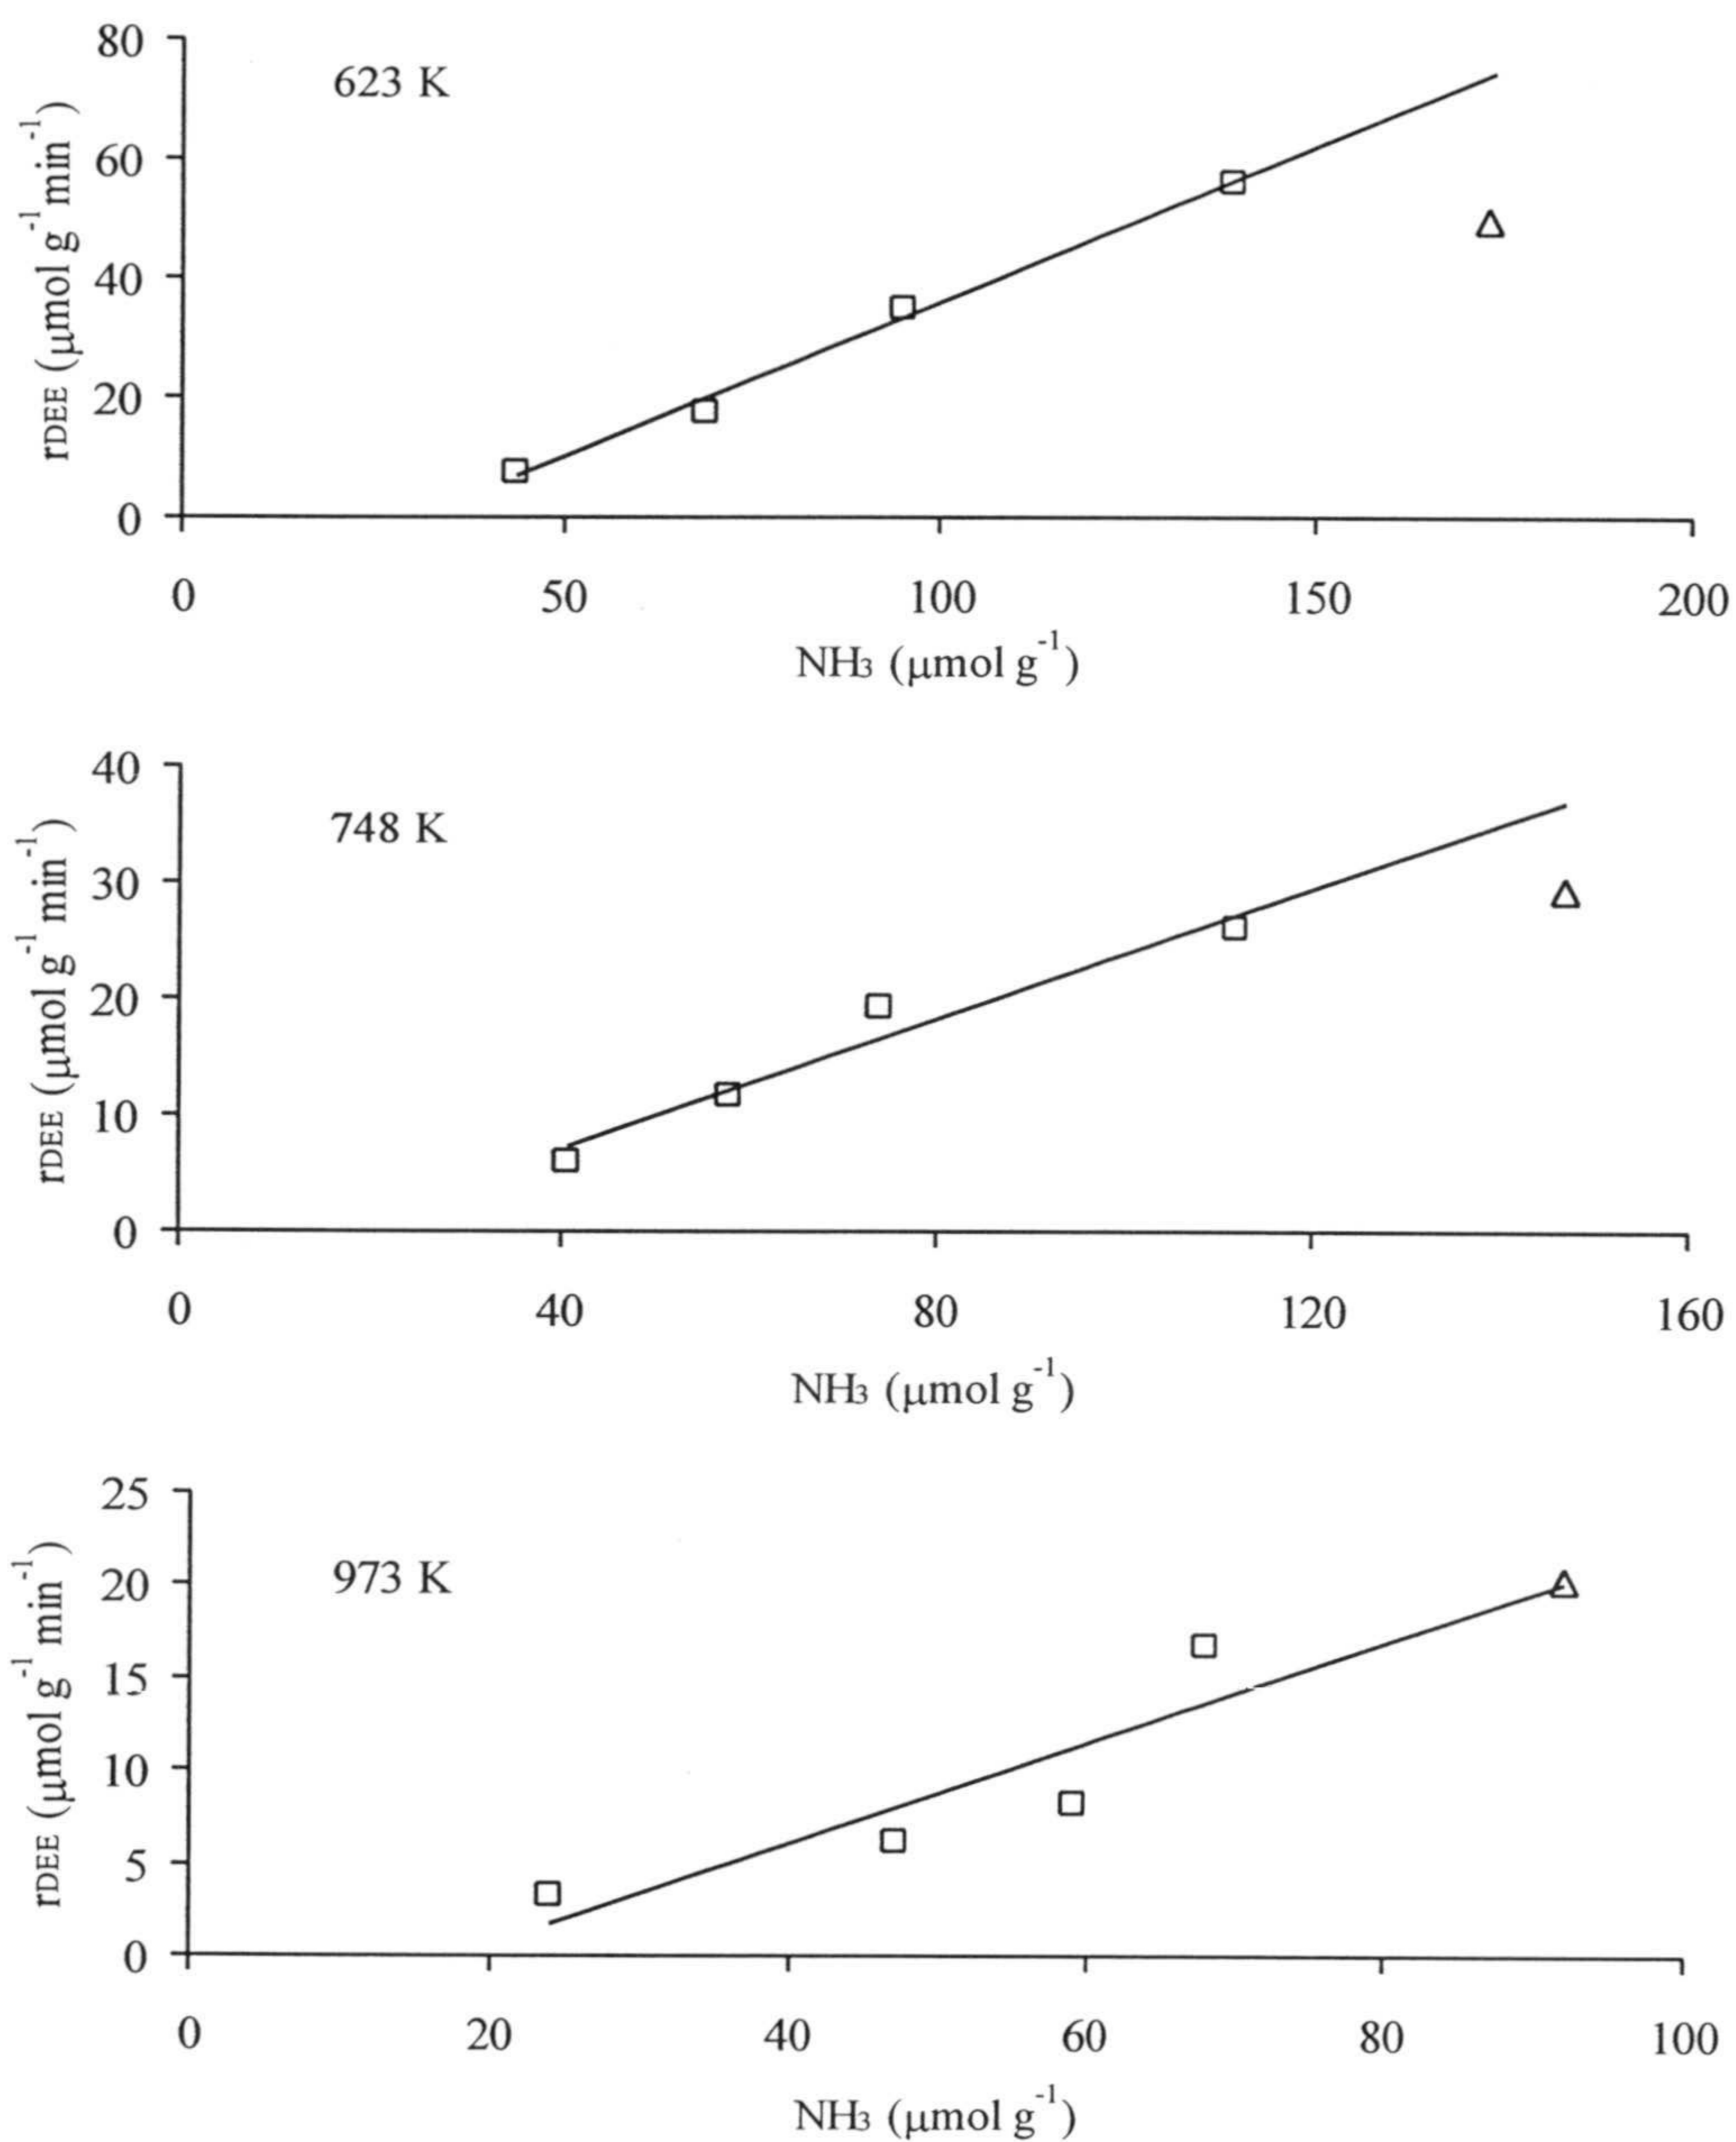 80
60
40
20
0
623 K
rDEE (μmol g⁻¹ min⁻¹)
0 50 100 150 200
NH₃ (μmol g⁻¹)
40
30
20
10
0
748 K
rDEE (μmol g⁻¹ min⁻¹)
0 40 80 120 160
NH₃ (μmol g⁻¹)
25
20
15
10
5
0
973 K
rDEE (μmol g⁻¹ min⁻¹)
0 20 40 60 80 100
NH₃ (μmol g⁻¹)